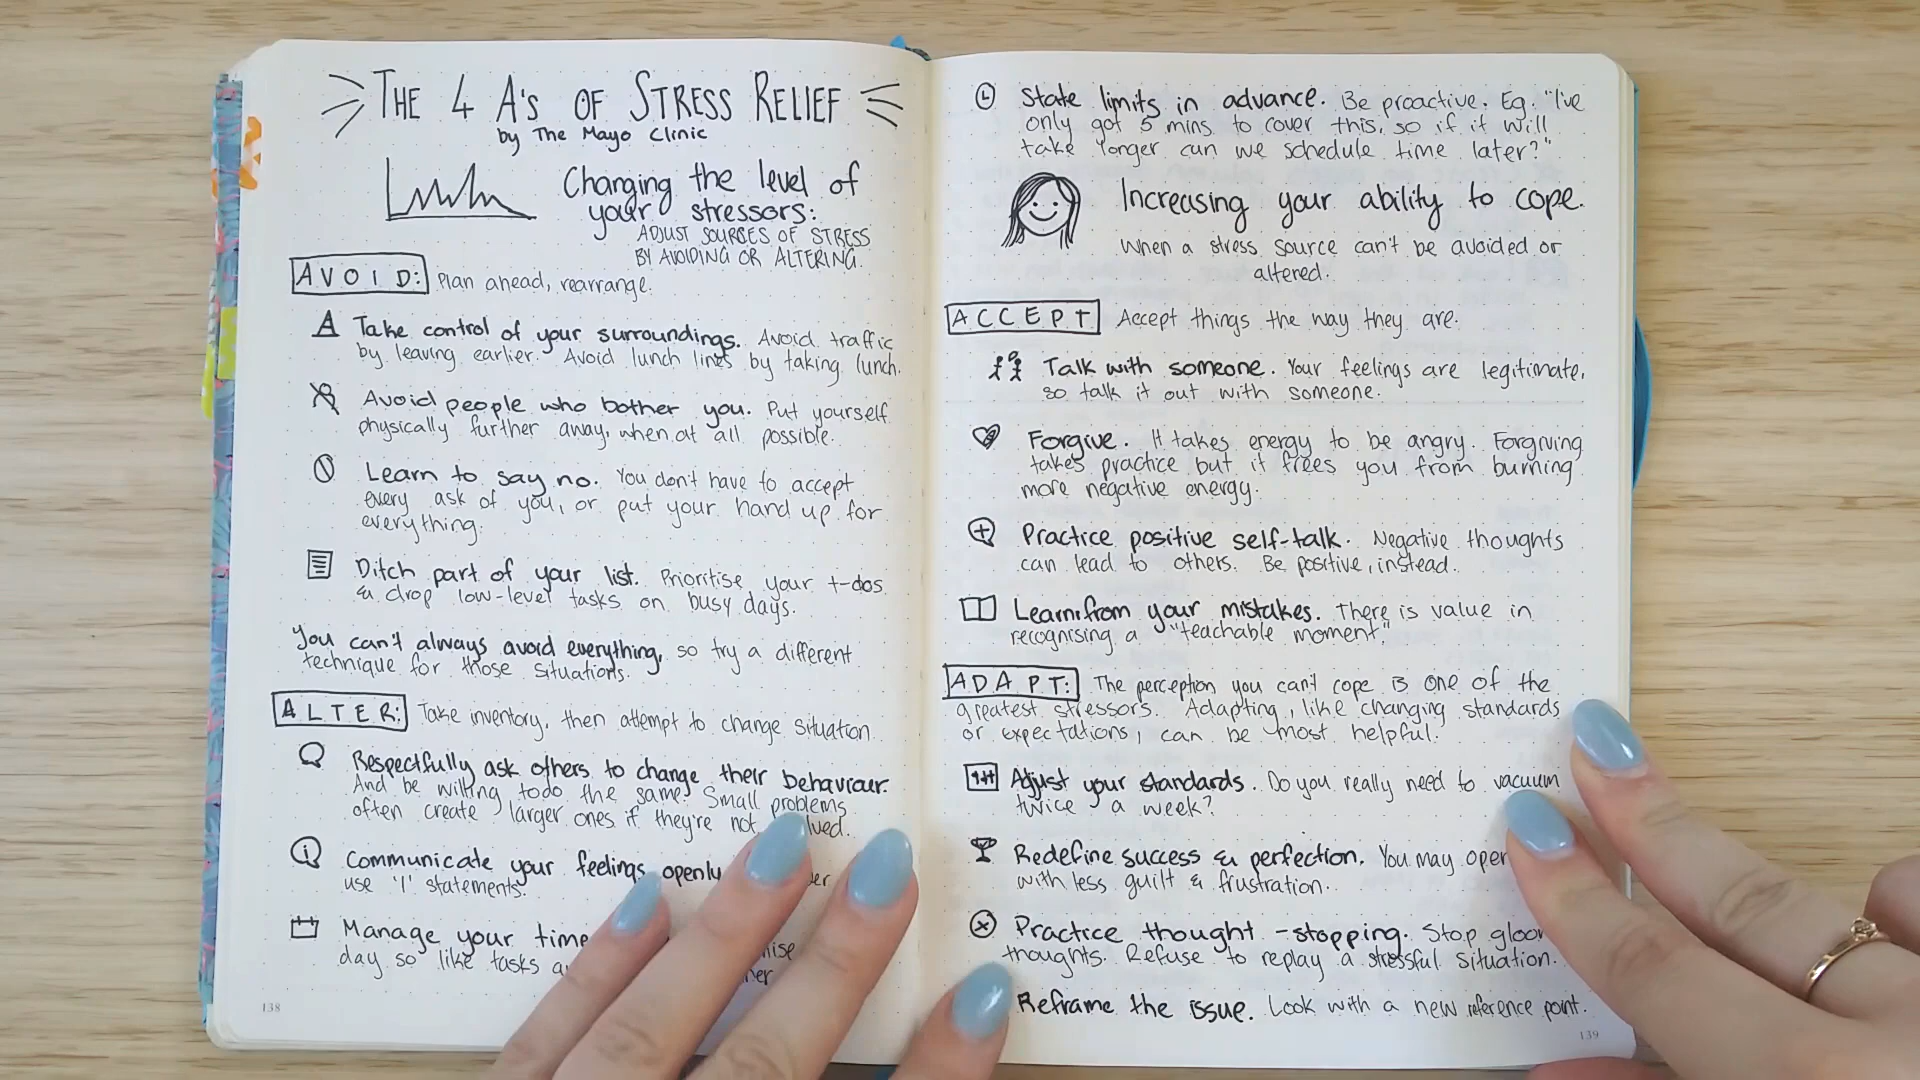 THE 4 A's OF STRESS RELIEF
by The Mayo Clinic
Changing the level of
your stressors:
ADJUST SOURCES OF STRESS
BY AVOIDING OR ALTERING.
AVOID: Plan ahead, rearrange.
Take control of your surroundings. Avoid traffic
by leaving earlier. Avoid lunch lines by taking lunch.
Avoid people who bother you. Put yourself
physically further away, when at all possible.
Learn to say no. You don't have to accept
every ask of you, or put your hand up for
everything.
Ditch part of your list. Prioritise your t-dos
& drop low-level tasks on busy days.
You can't always avoid everything, so try a different
technique for those situations.
ALTER: Take inventory, then attempt to change situation.
Respectfully ask others to change their behaviour.
And be willing todo the same. Small problems
often create larger ones if they're not
Communicate your feelings openly
use 'I' statements.
Manage your time
day so like tasks
138
State limits in advance. Be proactive. Eg. "I've
only got 5 mins to cover this, so if it will
take longer can we schedule time later?"
Increasing your ability to cope.
When a stress source can't be avoided or
altered.
ACCEPT Accept things the way they are.
Talk with someone. Your feelings are legitimate,
so talk it out with someone.
Forgive. It takes energy to be angry. Forgiving
takes practice but it frees you from burning
more negative energy.
Practice positive self-talk. Negative thoughts
can lead to others. Be positive, instead.
Learn from your mistakes. There is value in
recognising a "teachable moment."
ADAPT: The perception you can't cope is one of the
greatest stressors. Adapting, like changing standards
or expectations, can be most helpful.
Adjust your standards. Do you really need to vacuum
twice a week?
Redefine success & perfection. You may
with less guilt & frustration.
Practice thought-stopping. Stop
thoughts. Refuse to replay a stressful situation.
Reframe the issue. Look with a new reference point.
139